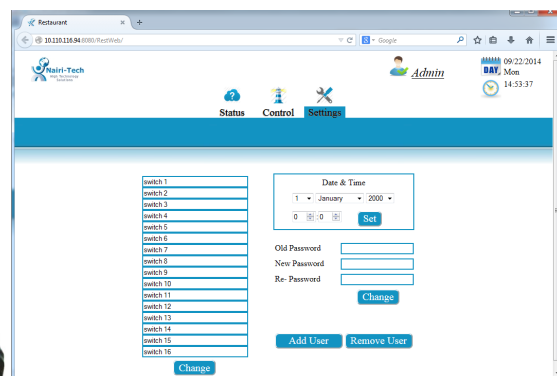 Restaurant
10.110.116.94:8080/RestWeb/
Google
Nairi-Tech
High Technology
Solutions
Admin
DAY
09/22/2014
Mon
14:53:37
Status Control Settings
switch 1
switch 2
switch 3
switch 4
switch 5
switch 6
switch 7
switch 8
switch 9
switch 10
switch 11
switch 12
switch 13
switch 14
switch 15
switch 16
Change
Date & Time
1 January 2000
0 : 0 Set
Old Password
New Password
Re- Password
Change
Add User Remove User